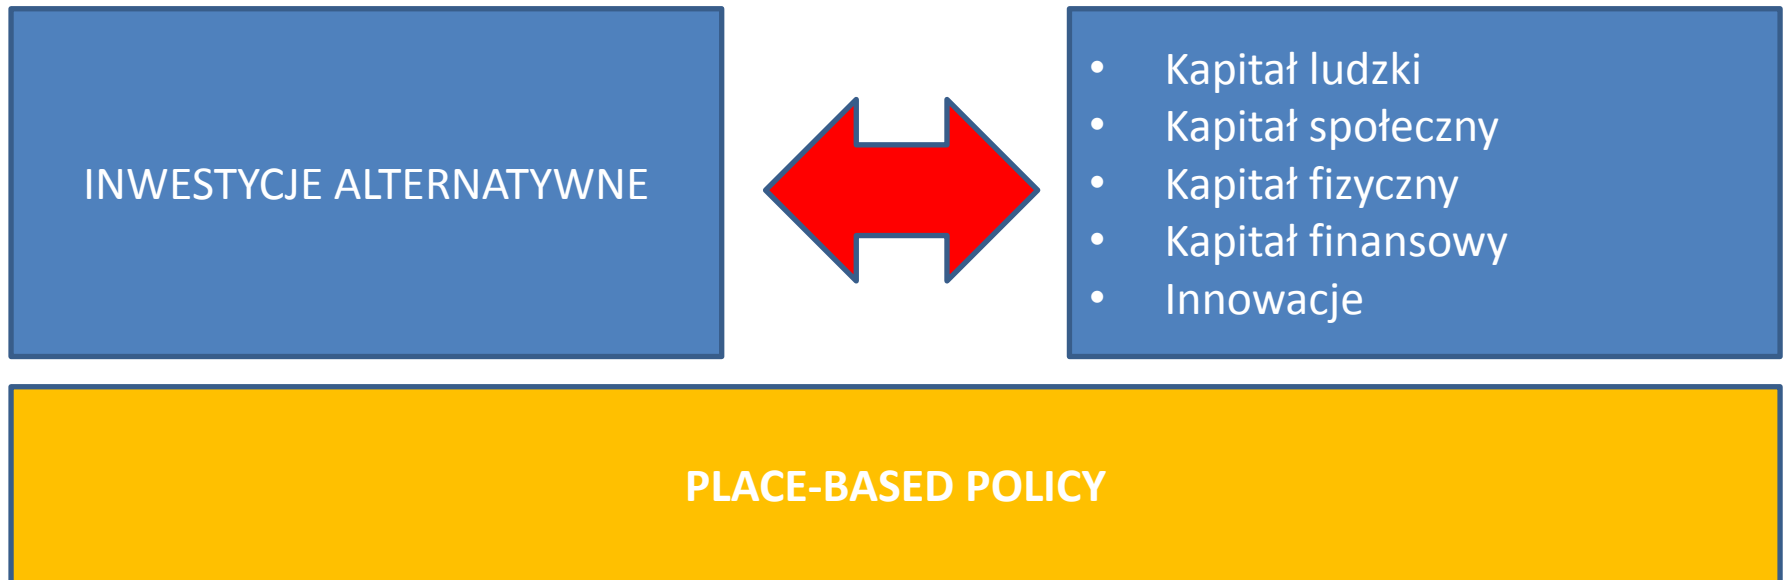 INWESTYCJE ALTERNATYWNE
• Kapitał ludzki
• Kapitał społeczny
• Kapitał fizyczny
• Kapitał finansowy
• Innowacje
PLACE-BASED POLICY